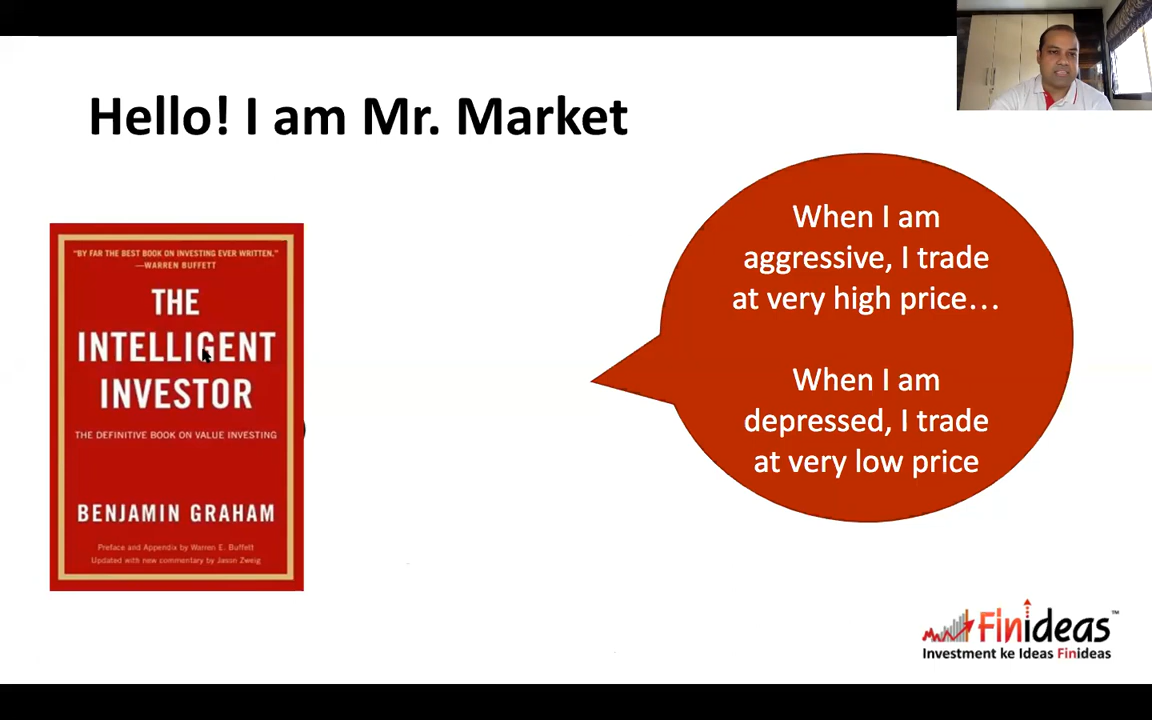 Hello! I am Mr. Market
"BY FAR THE BEST BOOK ON INVESTING EVER WRITTEN."
—WARREN BUFFETT
THE
INTELLIGENT
INVESTOR
THE DEFINITIVE BOOK ON VALUE INVESTING
BENJAMIN GRAHAM
Preface and Appendix by Warren E. Buffett
Updated with new commentary by Jason Zweig
When I am
aggressive, I trade
at very high price...
When I am
depressed, I trade
at very low price
Finideas™
Investment ke Ideas Finideas